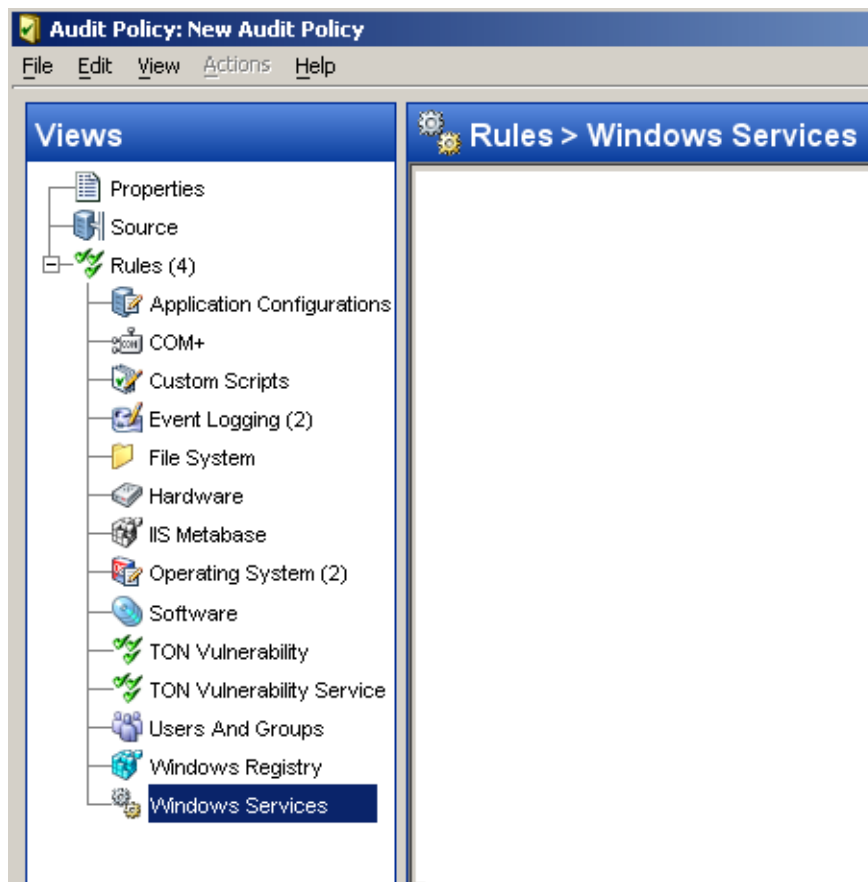 Audit Policy: New Audit Policy
File Edit View Actions Help
Views
Rules > Windows Services
Properties
Source
Rules (4)
Application Configurations
COM+
Custom Scripts
Event Logging (2)
File System
Hardware
IIS Metabase
Operating System (2)
Software
TON Vulnerability
TON Vulnerability Service
Users And Groups
Windows Registry
Windows Services